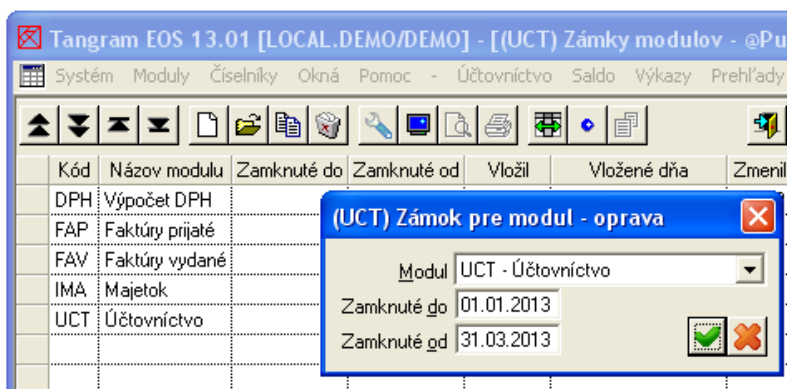 Tangram EOS 13.01 [LOCAL.DEMO/DEMO] - [(UCT) Zámky modulov - @Pu
Systém Moduly Číselníky Okná Pomoc - Účtovníctvo Saldo Výkazy Prehľady
Kód Názov modulu Zamknuté do Zamknuté od Vložil Vložené dňa Zmenil
DPH Výpočet DPH
FAP Faktúry prijaté
FAV Faktúry vydané
IMA Majetok
UCT Účtovníctvo
(UCT) Zámok pre modul - oprava
Modul UCT - Účtovníctvo
Zamknuté do 01.01.2013
Zamknuté od 31.03.2013